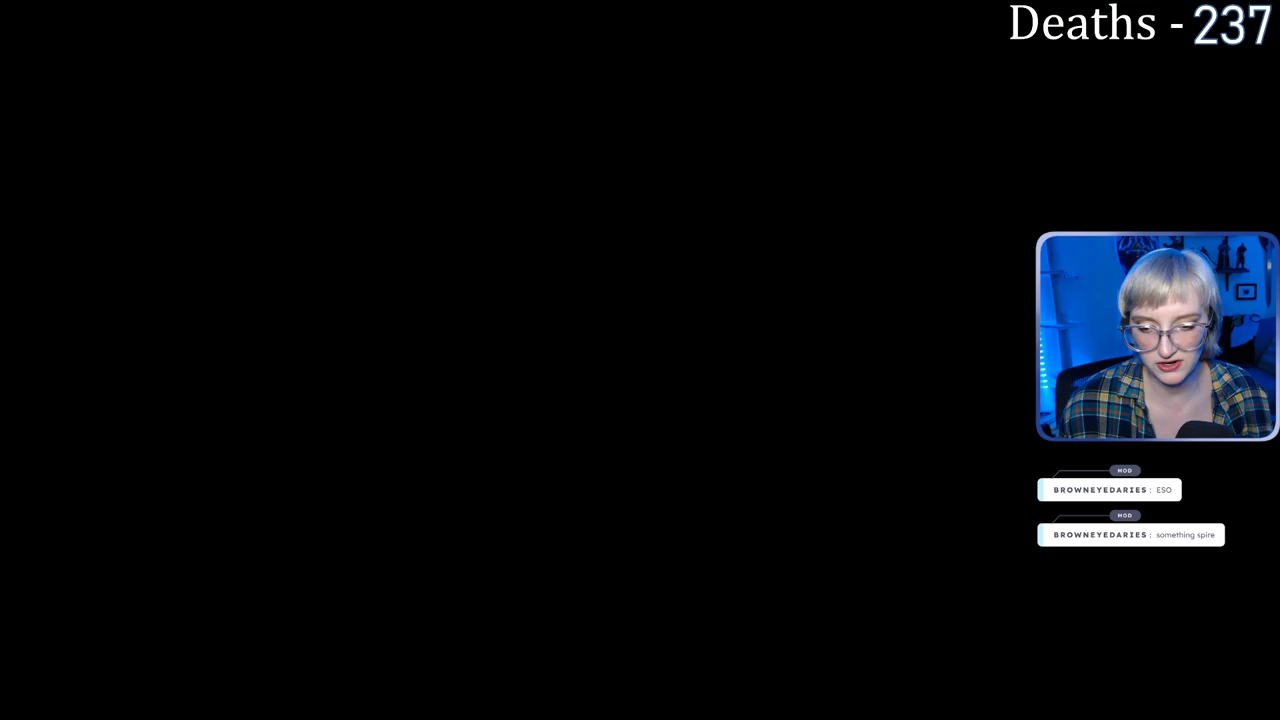 Deaths - 237
MOD
BROWNEYEDARIES: ESO
MOD
BROWNEYEDARIES: something spire